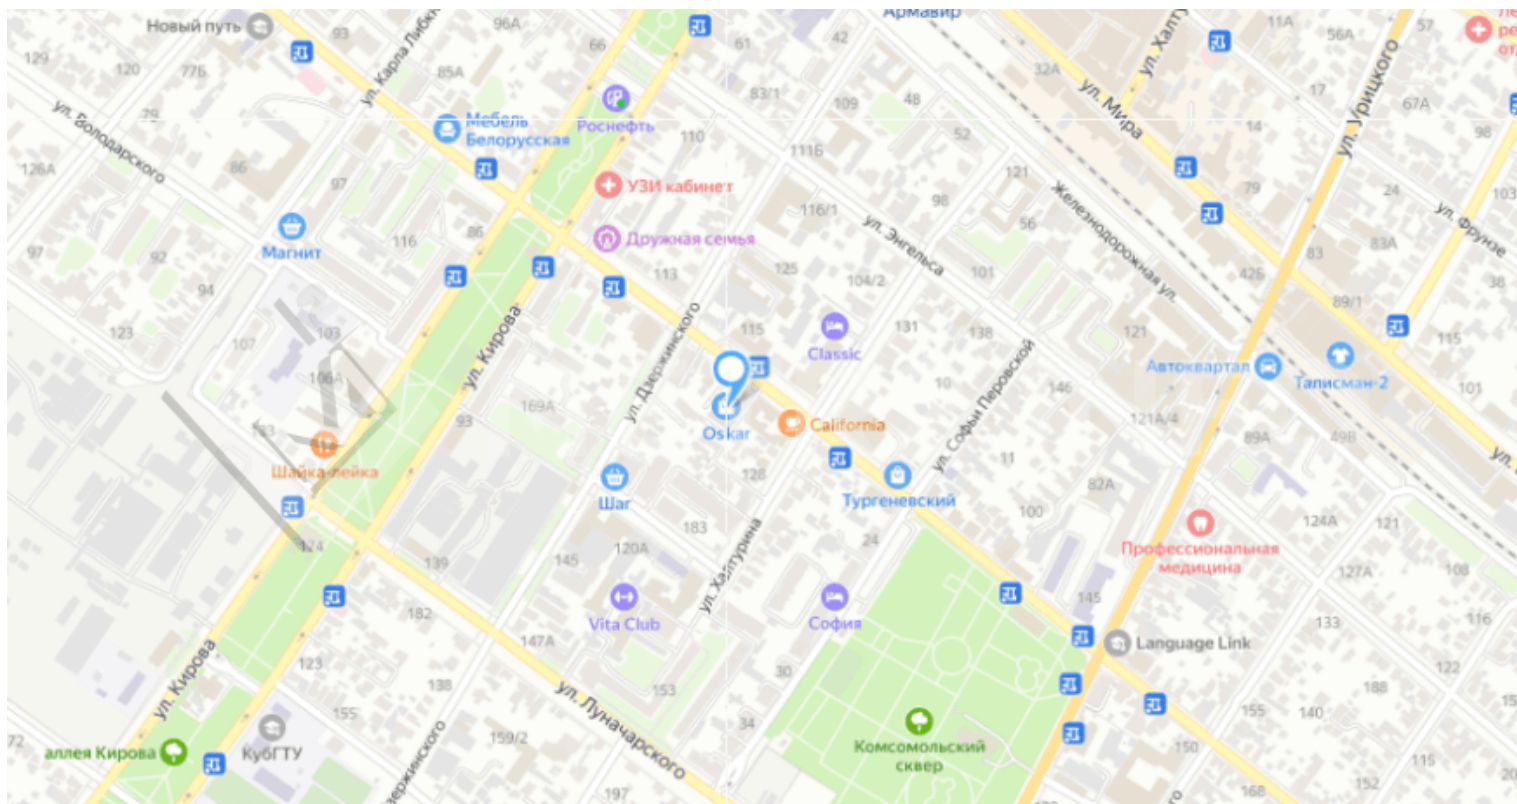 Новый путь
93
ул. Карла Либкн
96А
66
61
42
Армавир
ул. Халту
11А
56А
57
ул. Урицкого
129
120
77Б
85А
83/1
109
48
32А
ул. Мира
17
67А
ул. Володарского
79
Мебель
Белорусская
Роснефть
110
1116
52
14
98
126А
86
97
УЗИ кабинет
116/1
98
121
56
79
24
103
ул. Фрунзе
Магнит
116
86
Дружная семья
ул. Энгельса
Железнодорожная ул.
97
92
94
113
125
104/2
101
42Б
83
83А
38
123
107
103
ул. Кирова
ул. Дзержинского
115
Classic
131
138
121
89/1
115
106А
169А
93
Oskar
California
10
ул. Софьи Перовской
146
Автоквартал
Талисман-2
101
121А/4
89А
49В
Шайка-лейка
Шаг
128
Тургеневский
11
82А
100
174
139
145
120А
183
ул. Халтурина
24
Профессиональная
медицина
124А
121
127А
108
182
Vita Club
София
145
Language Link
133
116
122
ул. Кирова
123
138
147А
ул. Луначарского
153
30
34
188
155
140
155
159/2
аллея Кирова
КубГТУ
Комсомольский
сквер
150
115
72
зержинского
197
168
152